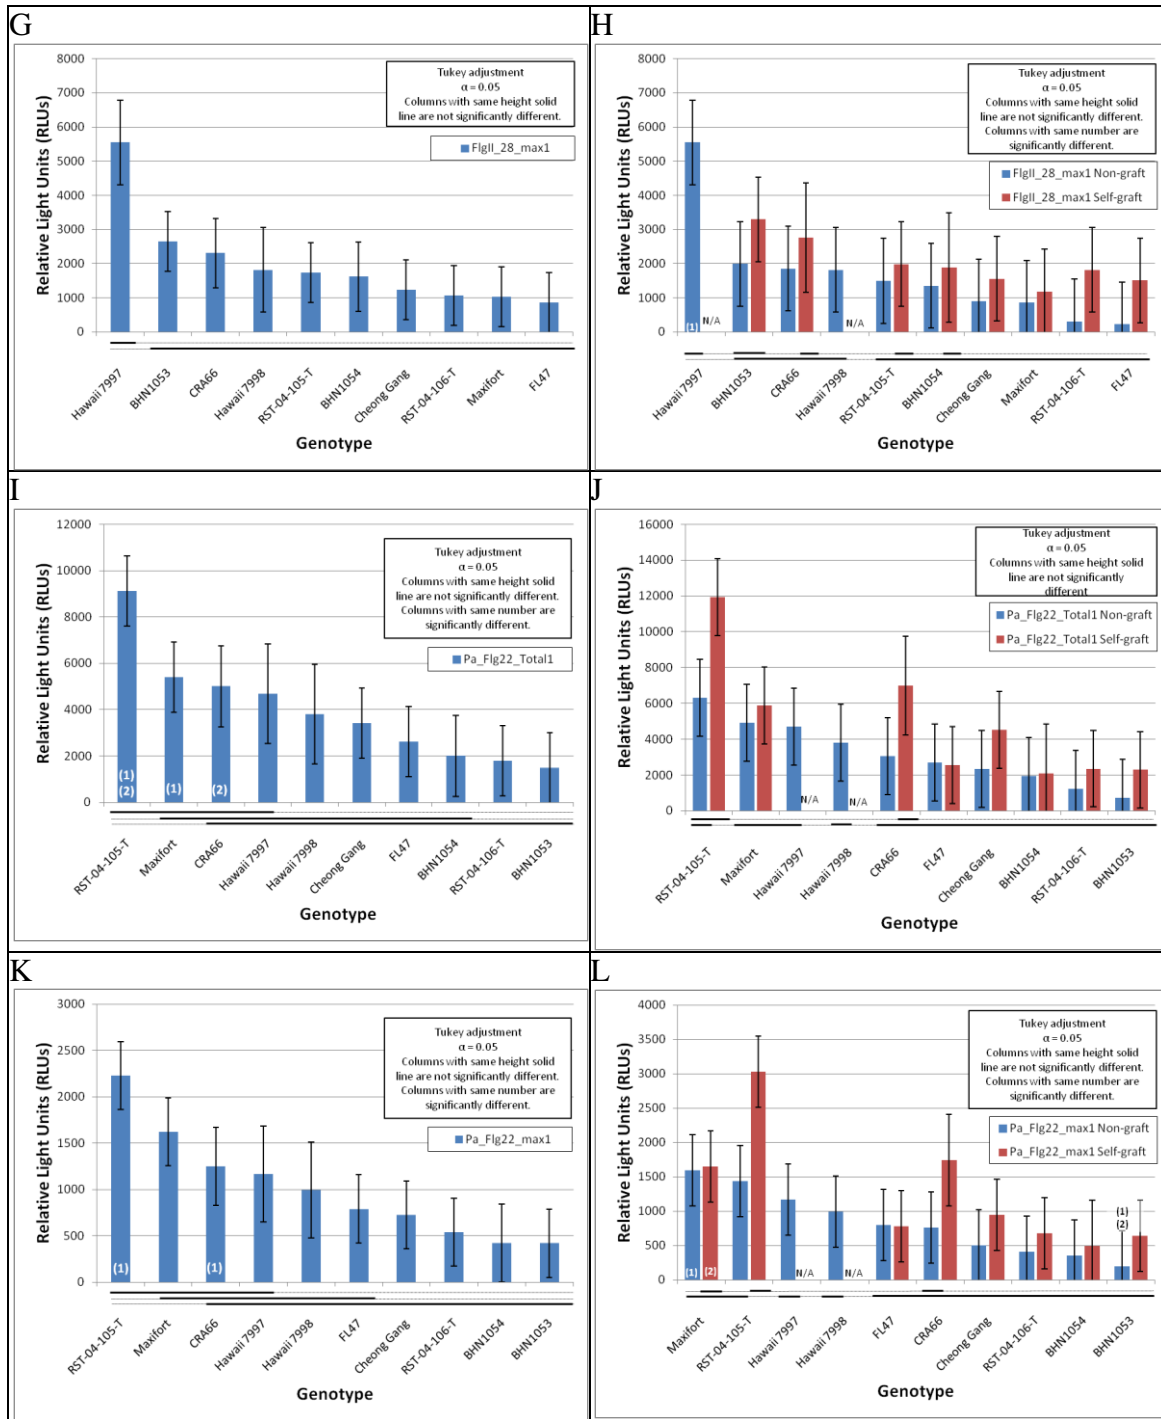 G
8000
7000
6000
5000
4000
3000
2000
1000
0
Relative Light Units (RLUs)
Tukey adjustment
α = 0.05
Columns with same height solid
line are not significantly different.
FlgII_28_max1
Hawaii 7997
BHN1053
CRA66
Hawaii 7998
RST-04-105-T
BHN1054
Cheong Gang
RST-04-106-T
Maxifort
FL47
Genotype
H
8000
7000
6000
5000
4000
3000
2000
1000
0
Relative Light Units (RLUs)
Tukey adjustment
α = 0.05
Columns with same height solid
line are not significantly different.
Columns with same number are
significantly different.
FlgII_28_max1 Non-graft
FlgII_28_max1 Self-graft
(1)
N/A
N/A
Hawaii 7997
BHN1053
CRA66
Hawaii 7998
RST-04-105-T
BHN1054
Cheong Gang
Maxifort
RST-04-106-T
FL47
Genotype
I
12000
10000
8000
6000
4000
2000
0
Relative Light Units (RLUs)
Tukey adjustment
α = 0.05
Columns with same height solid
line are not significantly different.
Columns with same number are
significantly different.
Pa_Flg22_Total1
(1)
(2)
(1)
(2)
RST-04-105-T
Maxifort
CRA66
Hawaii 7997
Hawaii 7998
Cheong Gang
FL47
BHN1054
RST-04-106-T
BHN1053
Genotype
J
16000
14000
12000
10000
8000
6000
4000
2000
0
Relative Light Units (RLUs)
Tukey adjustment
α = 0.05
Columns with same height solid
line are not significantly
different
Pa_Flg22_Total1 Non-graft
Pa_Flg22_Total1 Self-graft
N/A
N/A
RST-04-105-T
Maxifort
Hawaii 7997
Hawaii 7998
CRA66
FL47
Cheong Gang
BHN1054
RST-04-106-T
BHN1053
Genotype
K
3000
2500
2000
1500
1000
500
0
Relative Light Units (RLUs)
Tukey adjustment
α = 0.05
Columns with same height solid
line are not significantly different.
Columns with same number are
significantly different.
Pa_Flg22_max1
(1)
(1)
RST-04-105-T
Maxifort
CRA66
Hawaii 7997
Hawaii 7998
FL47
Cheong Gang
RST-04-106-T
BHN1054
BHN1053
Genotype
L
4000
3500
3000
2500
2000
1500
1000
500
0
Relative Light Units (RLUs)
Tukey adjustment
α = 0.05
Columns with same height solid
line are not significantly different.
Columns with same number are
significantly different.
Pa_Flg22_max1 Non-graft
Pa_Flg22_max1 Self-graft
(1)
(2)
N/A
N/A
(1)
(2)
Maxifort
RST-04-105-T
Hawaii 7997
Hawaii 7998
FL47
CRA66
Cheong Gang
RST-04-106-T
BHN1054
BHN1053
Genotype